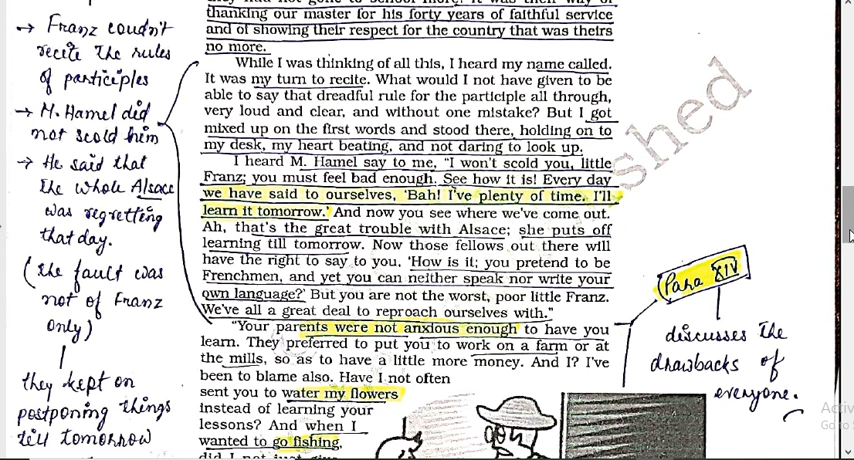 thanking our master for his forty years of faithful service
and of showing their respect for the country that was theirs
no more.
While I was thinking of all this, I heard my name called.
It was my turn to recite. What would I not have given to be
able to say that dreadful rule for the participle all through,
very loud and clear, and without one mistake? But I got
mixed up on the first words and stood there, holding on to
my desk, my heart beating, and not daring to look up.
I heard M. Hamel say to me, "I won't scold you, little
Franz; you must feel bad enough. See how it is! Every day
we have said to ourselves, 'Bah! I've plenty of time. I'll
learn it tomorrow.' And now you see where we've come out.
Ah, that's the great trouble with Alsace; she puts off
learning till tomorrow. Now those fellows out there will
have the right to say to you, 'How is it; you pretend to be
Frenchmen, and yet you can neither speak nor write your
own language?' But you are not the worst, poor little Franz.
We've all a great deal to reproach ourselves with."
"Your parents were not anxious enough to have you
learn. They preferred to put you to work on a farm or at
the mills, so as to have a little more money. And I? I've
been to blame also. Have I not often
sent you to water my flowers
instead of learning your
lessons? And when I
wanted to go fishing,
→ Franz couldn't
recite the rules
of participles
→ M. Hamel did
not scold him
→ He said that
the whole Alsace
was regretting
that day.
(the fault was
not of Franz
only)
they kept on
postponing things
till tomorrow
Para XIV
discusses the
drawbacks of
everyone.
shed